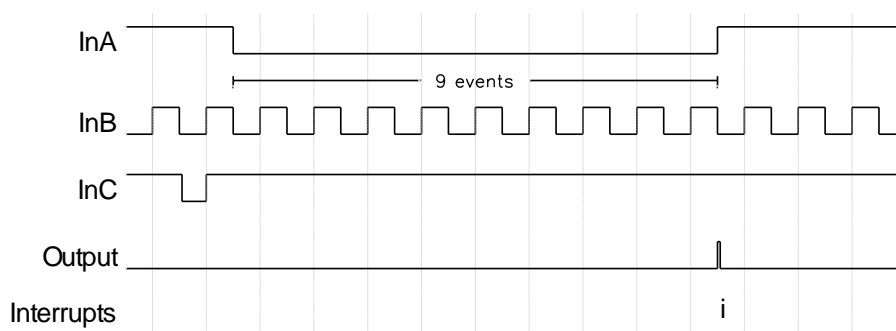 InA
9 events
InB
InC
Output
Interrupts
i